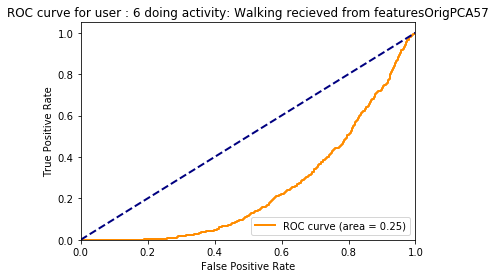 ROC curve for user : 6 doing activity: Walking recieved from featuresOrigPCA57
True Positive Rate
1.0
0.8
0.6
0.4
0.2
0.0
ROC curve (area = 0.25)
0.0 0.2 0.4 0.6 0.8 1.0
False Positive Rate